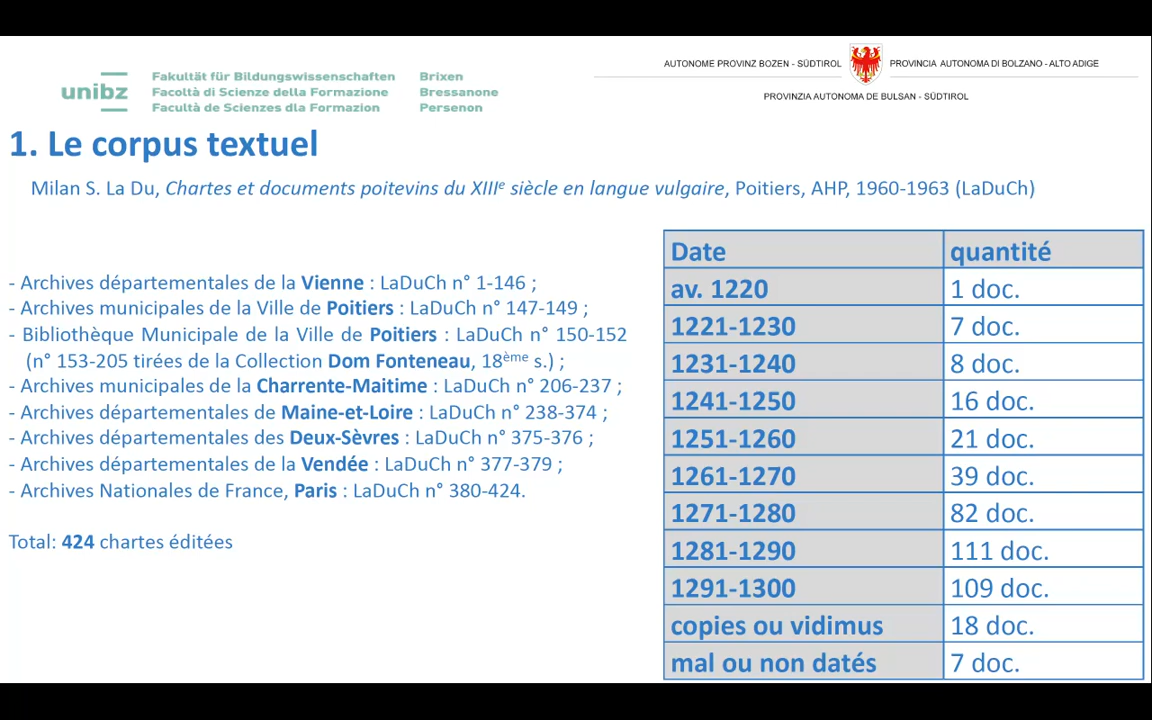 unibz
Fakultät für Bildungswissenschaften
Facoltà di Scienze della Formazione
Facultà de Scienzes dla Formazion
Brixen
Bressanone
Persenon
AUTONOME PROVINZ BOZEN - SÜDTIROL
PROVINCIA AUTONOMA DI BOLZANO - ALTO ADIGE
PROVINZIA AUTONOMA DE BULSAN - SÜDTIROL
1. Le corpus textuel
Milan S. La Du, Chartes et documents poitevins du XIIIe siècle en langue vulgaire, Poitiers, AHP, 1960-1963 (LaDuCh)
- Archives départementales de la Vienne : LaDuCh n° 1-146 ;
- Archives municipales de la Ville de Poitiers : LaDuCh n° 147-149 ;
- Bibliothèque Municipale de la Ville de Poitiers : LaDuCh n° 150-152
(n° 153-205 tirées de la Collection Dom Fonteneau, 18ème s.) ;
- Archives municipales de la Charrente-Maitime : LaDuCh n° 206-237 ;
- Archives départementales de Maine-et-Loire : LaDuCh n° 238-374 ;
- Archives départementales des Deux-Sèvres : LaDuCh n° 375-376 ;
- Archives départementales de la Vendée : LaDuCh n° 377-379 ;
- Archives Nationales de France, Paris : LaDuCh n° 380-424.
Total: 424 chartes éditées
Date quantité
av. 1220 1 doc.
1221-1230 7 doc.
1231-1240 8 doc.
1241-1250 16 doc.
1251-1260 21 doc.
1261-1270 39 doc.
1271-1280 82 doc.
1281-1290 111 doc.
1291-1300 109 doc.
copies ou vidimus 18 doc.
mal ou non datés 7 doc.